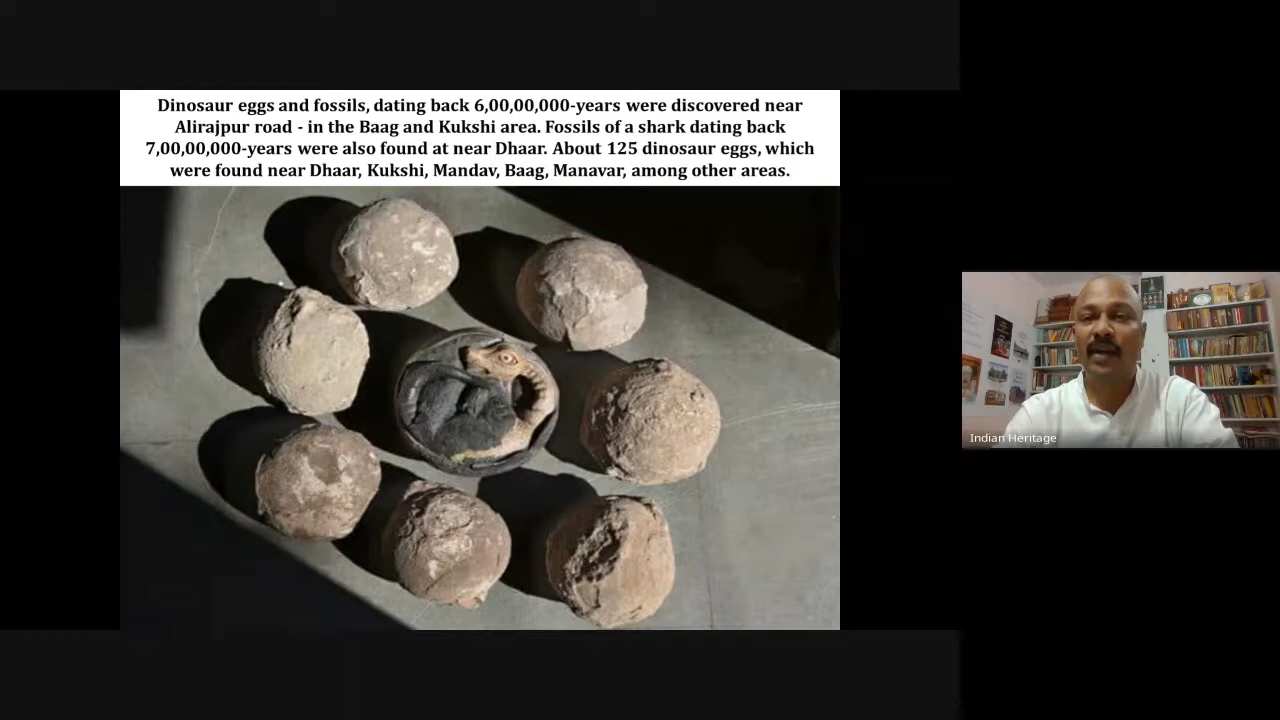 Dinosaur eggs and fossils, dating back 6,00,00,000-years were discovered near
Alirajpur road - in the Baag and Kukshi area. Fossils of a shark dating back
7,00,00,000-years were also found at near Dhaar. About 125 dinosaur eggs, which
were found near Dhaar, Kukshi, Mandav, Baag, Manavar, among other areas.
Indian Heritage